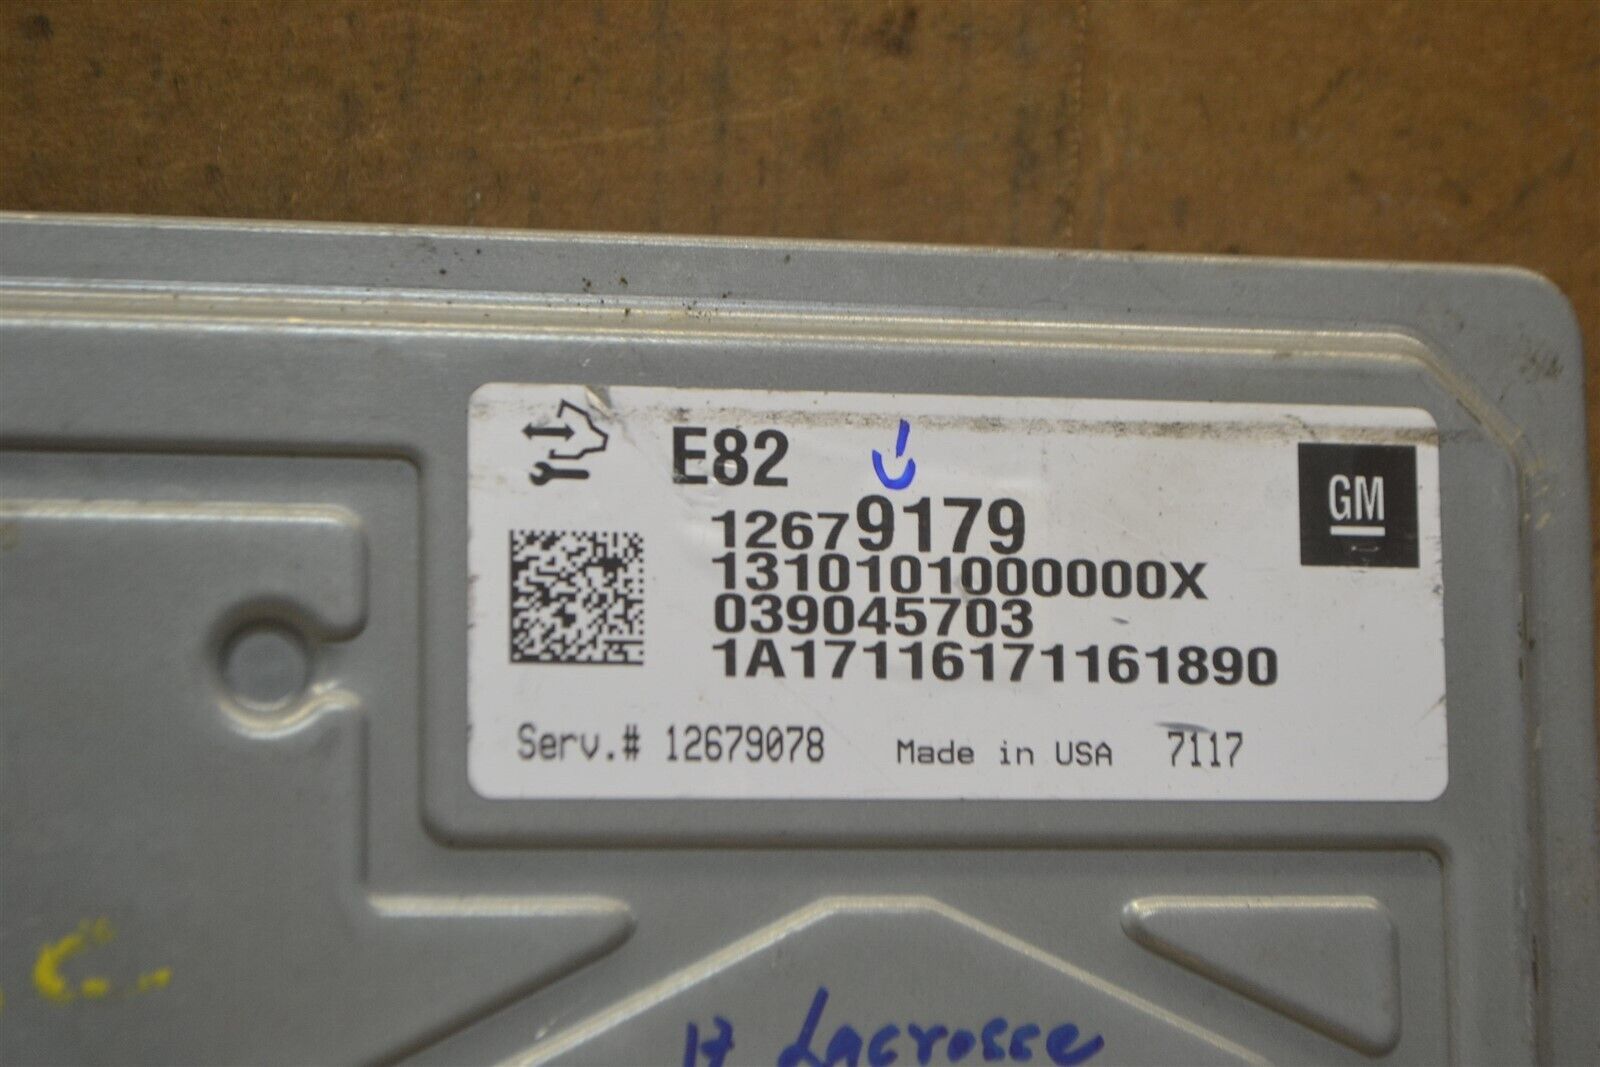 E82
GM
12679179
1310101000000X
039045703
1A17116171161890
Serv.# 12679078 Made in USA 7117
17 Lacrosse